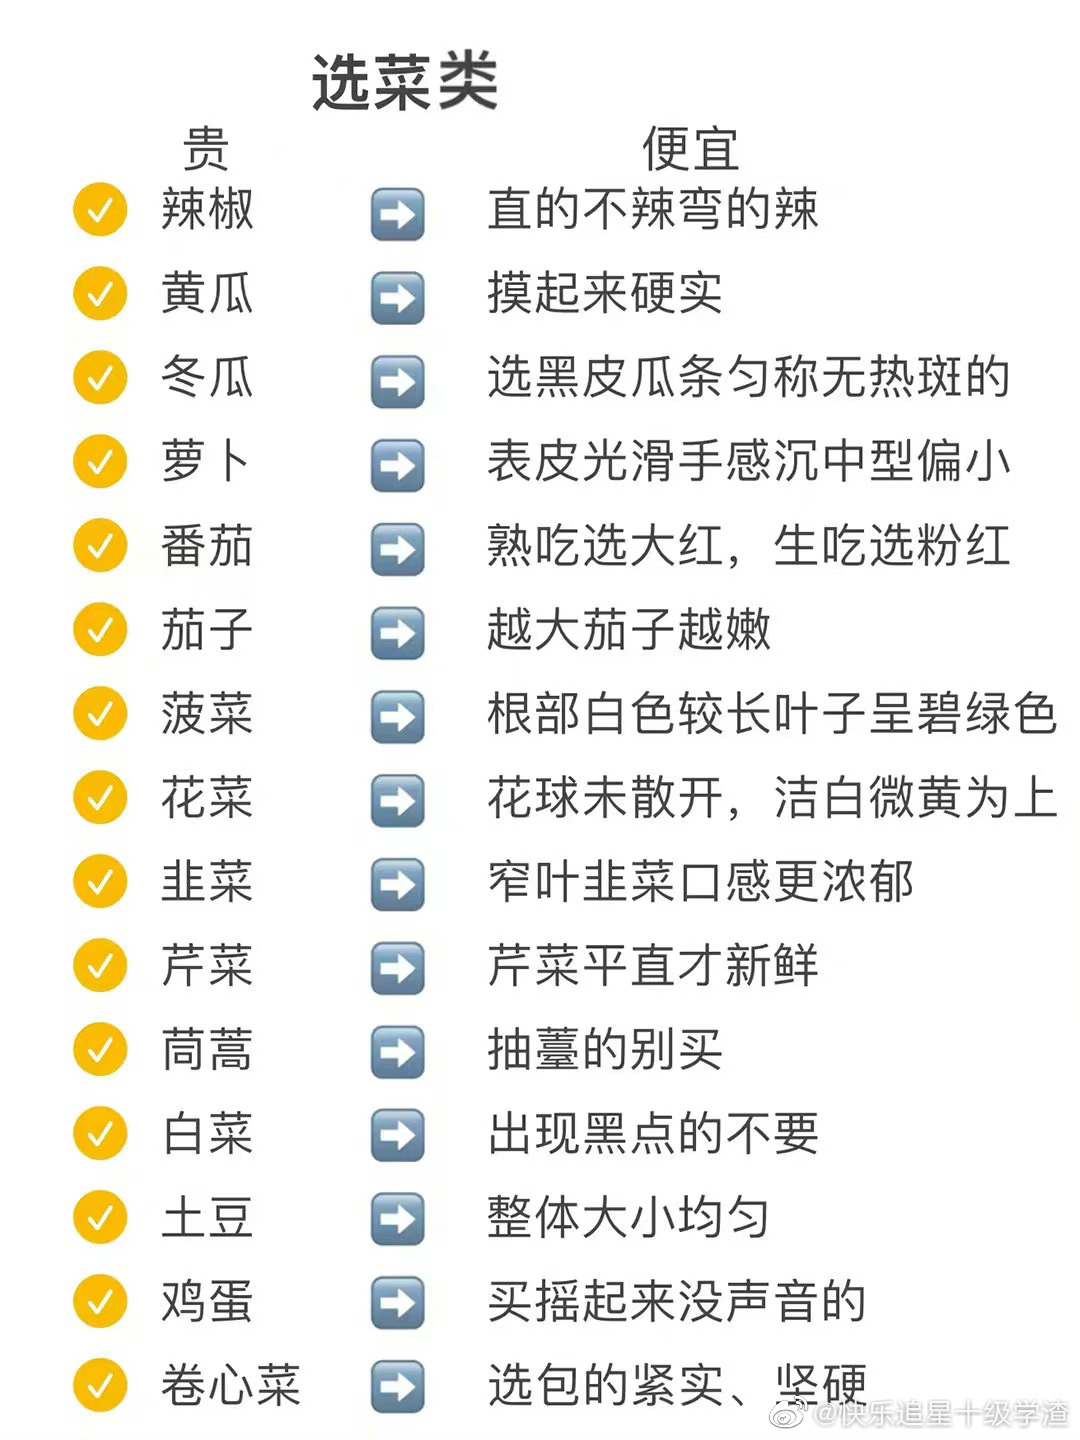 选菜类
贵 便宜
辣椒 直的不辣弯的辣
黄瓜 摸起来硬实
冬瓜 选黑皮瓜条匀称无热斑的
萝卜 表皮光滑手感沉中型偏小
番茄 熟吃选大红，生吃选粉红
茄子 越大茄子越嫩
菠菜 根部白色较长叶子呈碧绿色
花菜 花球未散开，洁白微黄为上
韭菜 窄叶韭菜口感更浓郁
芹菜 芹菜平直才新鲜
茼蒿 抽薹的别买
白菜 出现黑点的不要
土豆 整体大小均匀
鸡蛋 买摇起来没声音的
卷心菜 选包的紧实、坚硬
@快乐追星十级学渣